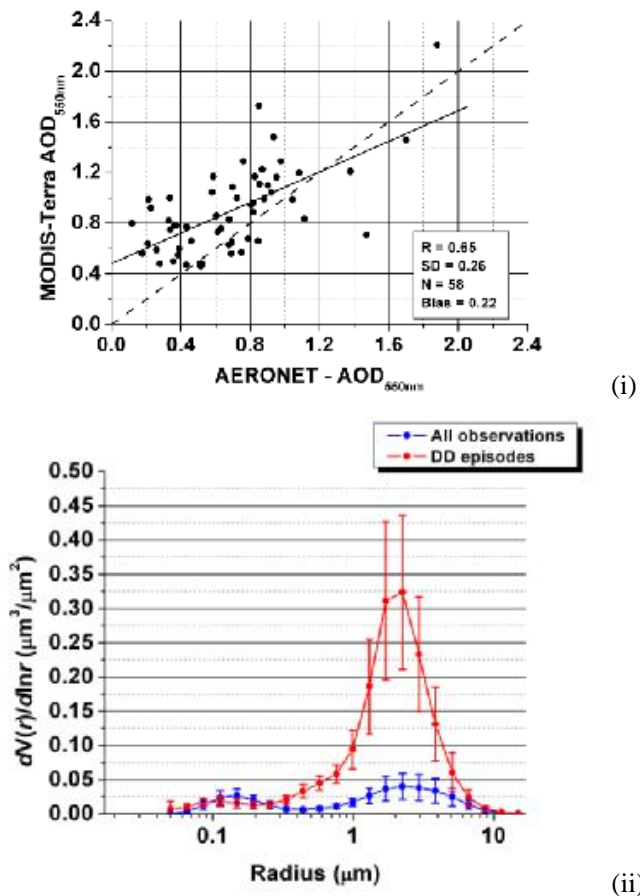 MODIS-Terra AOD550nm
2.4
2.0
1.6
1.2
0.8
0.4
0.0
R = 0.65
SD = 0.26
N = 58
Bias = 0.22
0.0 0.4 0.8 1.2 1.6 2.0 2.4
AERONET - AOD550nm
(i)
All observations
DD episodes
dV(r)/dlnr (μm³/μm²)
0.50
0.45
0.40
0.35
0.30
0.25
0.20
0.15
0.10
0.05
0.00
0.1 1 10
Radius (μm)
(ii)